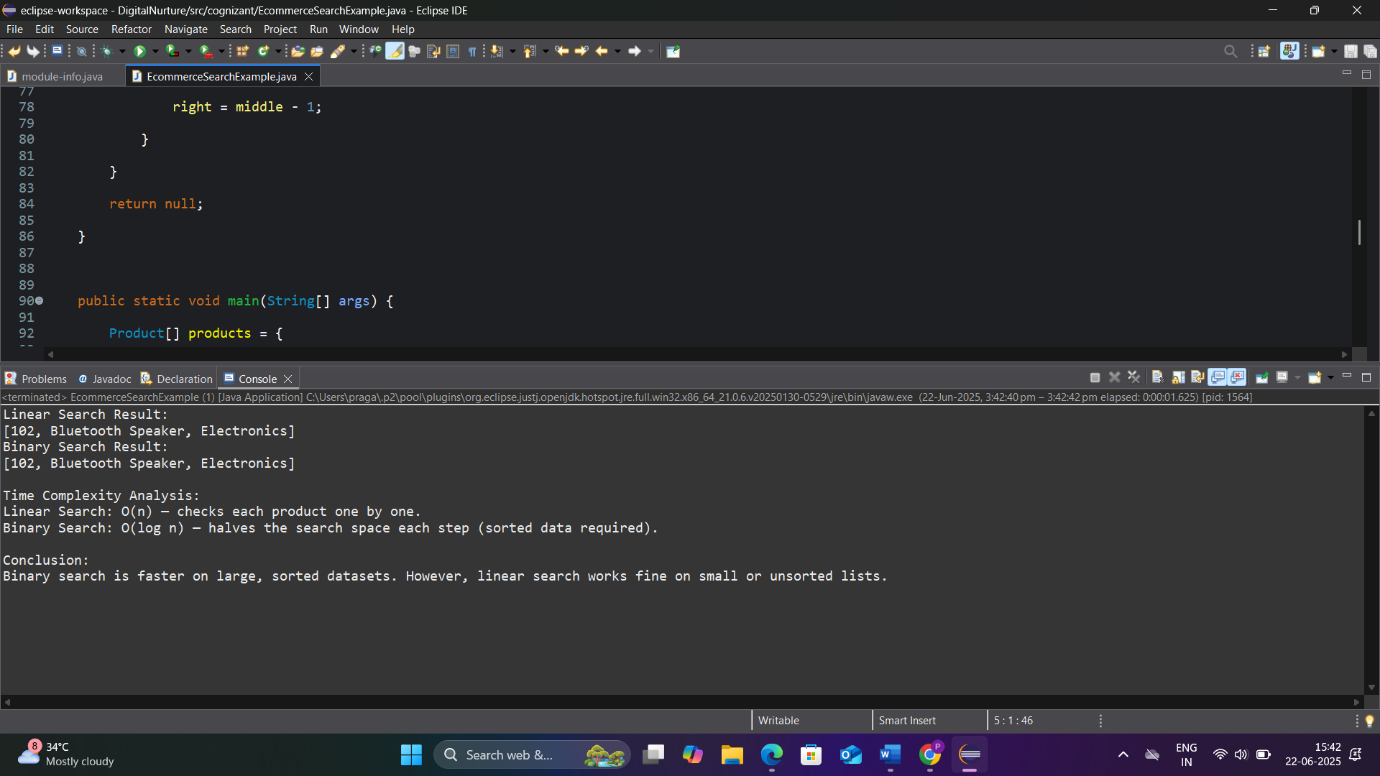 eclipse-workspace - DigitalNurture/src/cognizant/EcommerceSearchExample.java - Eclipse IDE
File Edit Source Refactor Navigate Search Project Run Window Help
module-info.java EcommerceSearchExample.java
77
78 right = middle - 1;
79
80 }
81
82 }
83
84 return null;
85
86 }
87
88
89
90 public static void main(String[] args) {
91
92 Product[] products = {
Problems Javadoc Declaration Console
<terminated> EcommerceSearchExample (1) [Java Application] C:\Users\praga\.p2\pool\plugins\org.eclipse.justj.openjdk.hotspot.jre.full.win32.x86_64_21.0.6.v20250130-0529\jre\bin\javaw.exe (22-Jun-2025, 3:42:40 pm – 3:42:42 pm elapsed: 0:00:01.625) [pid: 1564]
Linear Search Result:
[102, Bluetooth Speaker, Electronics]
Binary Search Result:
[102, Bluetooth Speaker, Electronics]
Time Complexity Analysis:
Linear Search: O(n) – checks each product one by one.
Binary Search: O(log n) – halves the search space each step (sorted data required).
Conclusion:
Binary search is faster on large, sorted datasets. However, linear search works fine on small or unsorted lists.
Writable Smart Insert 5 : 1 : 46
8 34°C
Mostly cloudy
Search web &...
ENG
IN
15:42
22-06-2025